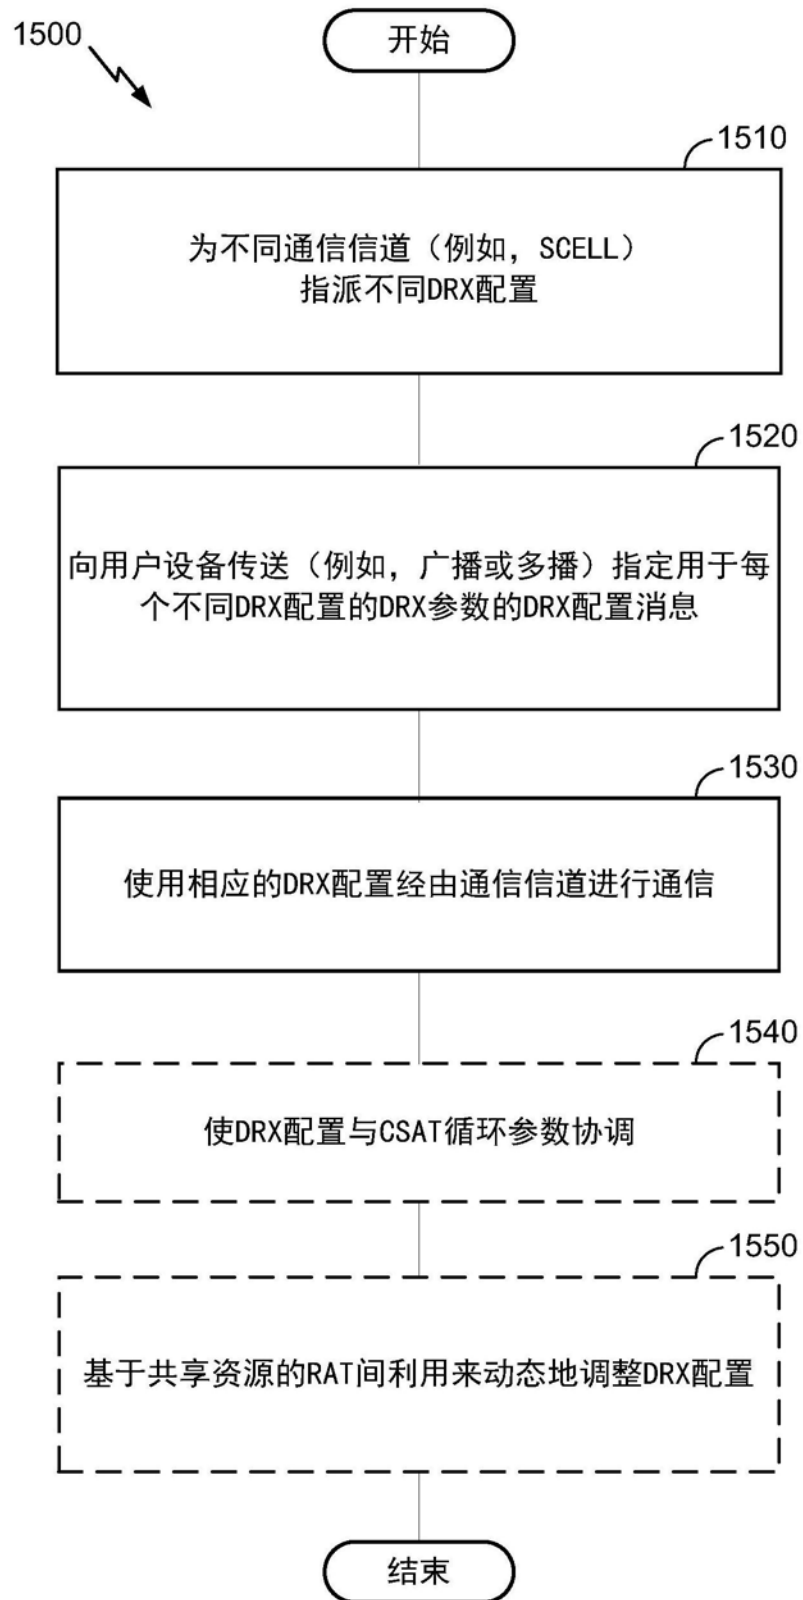 1500
开始
1510
为不同通信信道（例如，SCELL）
指派不同DRX配置
1520
向用户设备传送（例如，广播或多播）指定用于每
个不同DRX配置的DRX参数的DRX配置消息
1530
使用相应的DRX配置经由通信信道进行通信
1540
使DRX配置与CSAT循环参数协调
1550
基于共享资源的RAT间利用来动态地调整DRX配置
结束